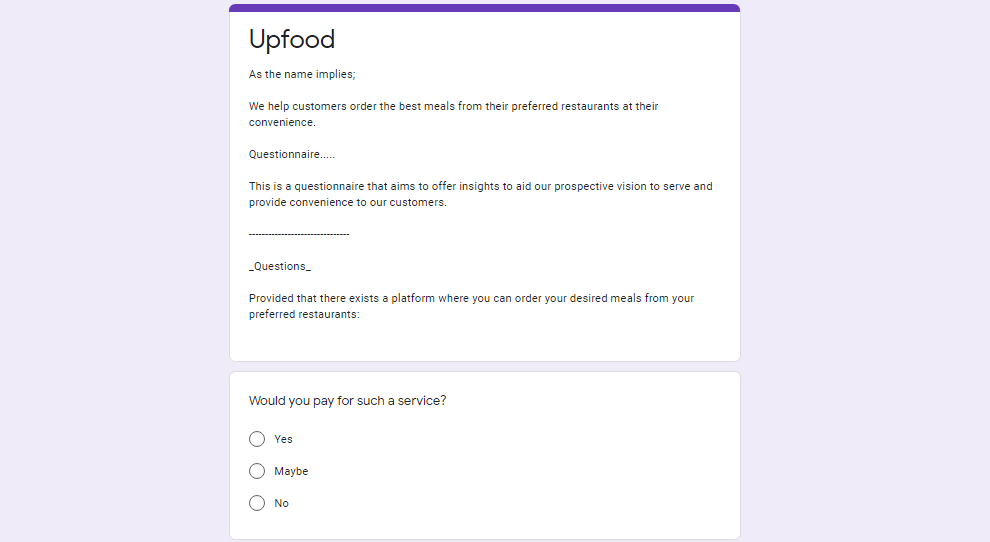 Upfood
As the name implies;
We help customers order the best meals from their preferred restaurants at their
convenience.
Questionnaire.....
This is a questionnaire that aims to offer insights to aid our prospective vision to serve and
provide convenience to our customers.
-------------------------------
_Questions_
Provided that there exists a platform where you can order your desired meals from your
preferred restaurants:
Would you pay for such a service?
Yes
Maybe
No